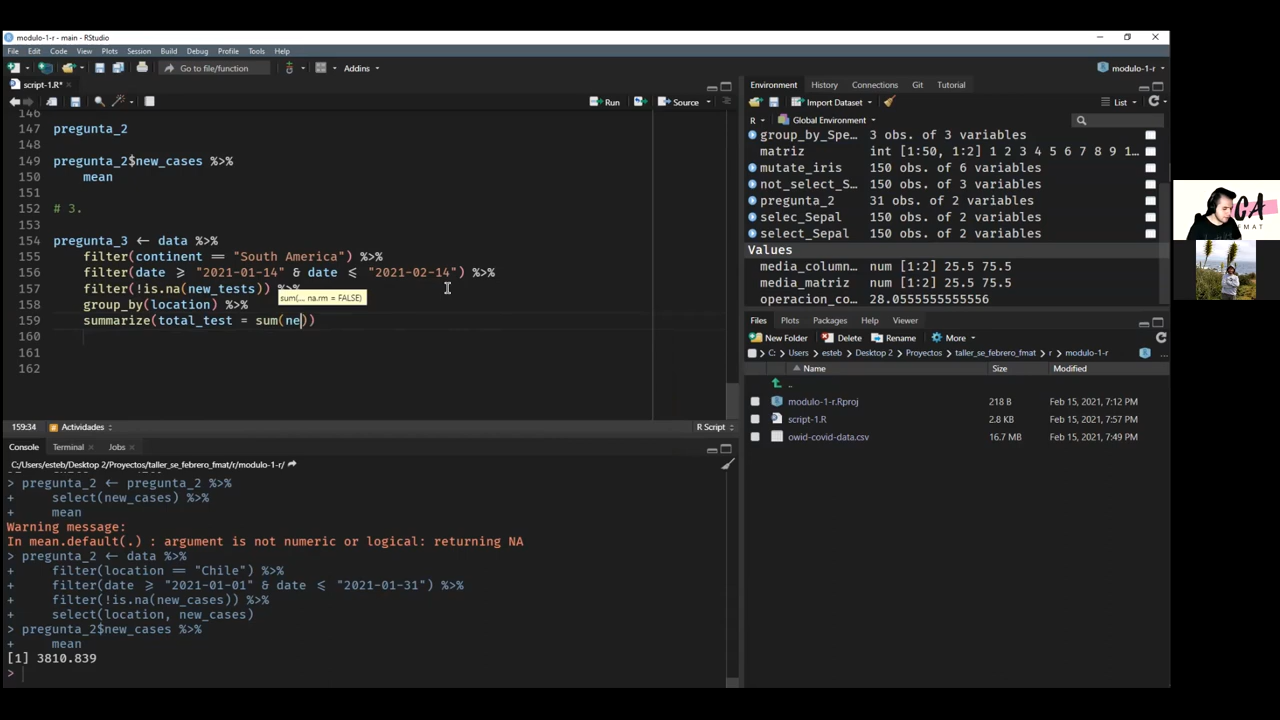 modulo-1-r - main - RStudio
File Edit Code View Plots Session Build Debug Profile Tools Help
Go to file/function Addins modulo-1-r
script-1.R*
Run Source
146
147 pregunta_2
148
149 pregunta_2$new_cases %>%
150 mean
151
152 # 3.
153
154 pregunta_3 <- data %>%
155 filter(continent == "South America") %>%
156 filter(date >= "2021-01-14" & date <= "2021-02-14") %>%
157 filter(!is.na(new_tests)) %>%
sum(... na.rm = FALSE)
158 group_by(location) %>%
159 summarize(total_test = sum(ne))
160
161
162
159:34 Actividades R Script
Console Terminal Jobs
C:/Users/esteb/Desktop 2/Proyectos/taller_se_febrero_fmat/r/modulo-1-r/
> pregunta_2 <- pregunta_2 %>%
+ select(new_cases) %>%
+ mean
Warning message:
In mean.default(.) : argument is not numeric or logical: returning NA
> pregunta_2 <- data %>%
+ filter(location == "Chile") %>%
+ filter(date >= "2021-01-01" & date <= "2021-01-31") %>%
+ filter(!is.na(new_cases)) %>%
+ select(location, new_cases)
> pregunta_2$new_cases %>%
+ mean
[1] 3810.839
>
Environment History Connections Git Tutorial
Import Dataset List
R Global Environment
group_by_Spe... 3 obs. of 3 variables
matriz int [1:50, 1:2] 1 2 3 4 5 6 7 8 9 1...
mutate_iris 150 obs. of 6 variables
not_select_S... 150 obs. of 3 variables
pregunta_2 31 obs. of 2 variables
selec_Sepal 150 obs. of 2 variables
select_Sepal 150 obs. of 2 variables
Values
media_column... num [1:2] 25.5 75.5
media_matriz num [1:2] 25.5 75.5
operacion_co... 28.0555555555556
Files Plots Packages Help Viewer
New Folder Delete Rename More
C: Users esteb Desktop 2 Proyectos taller_se_febrero_fmat r modulo-1-r
Name Size Modified
..
modulo-1-r.Rproj 218 B Feb 15, 2021, 7:12 PM
script-1.R 2.8 KB Feb 15, 2021, 7:57 PM
owid-covid-data.csv 16.7 MB Feb 15, 2021, 7:49 PM
CA
FMAT